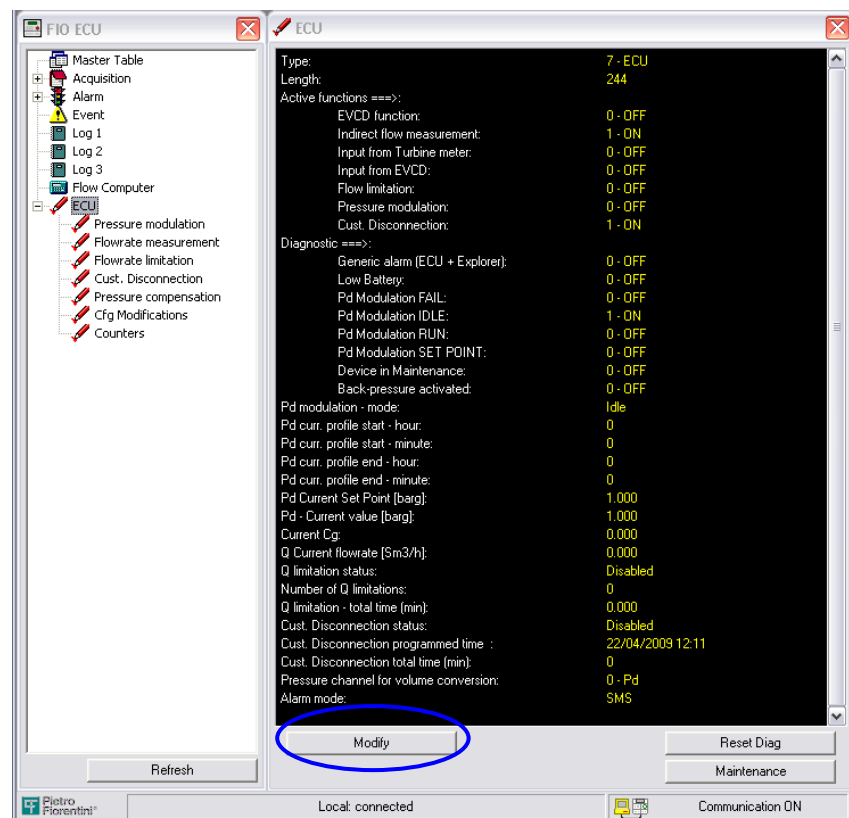 FIO ECU
Master Table
Acquisition
Alarm
Event
Log 1
Log 2
Log 3
Flow Computer
ECU
Pressure modulation
Flowrate measurement
Flowrate limitation
Cust. Disconnection
Pressure compensation
Cfg Modifications
Counters
Refresh
ECU
Type: 7 - ECU
Length: 244
Active functions ===>:
EVCD function: 0 - OFF
Indirect flow measurement: 1 - ON
Input from Turbine meter: 0 - OFF
Input from EVCD: 0 - OFF
Flow limitation: 0 - OFF
Pressure modulation: 0 - OFF
Cust. Disconnection: 1 - ON
Diagnostic ===>:
Generic alarm (ECU + Explorer): 0 - OFF
Low Battery: 0 - OFF
Pd Modulation FAIL: 0 - OFF
Pd Modulation IDLE: 1 - ON
Pd Modulation RUN: 0 - OFF
Pd Modulation SET POINT: 0 - OFF
Device in Maintenance: 0 - OFF
Back-pressure activated: 0 - OFF
Pd modulation - mode: Idle
Pd curr. profile start - hour: 0
Pd curr. profile start - minute: 0
Pd curr. profile end - hour: 0
Pd curr. profile end - minute: 0
Pd Current Set Point [barg]: 1.000
Pd - Current value [barg]: 1.000
Current Cg: 0.000
Q Current flowrate [Sm3/h]: 0.000
Q limitation status: Disabled
Number of Q limitations: 0
Q limitation - total time (min): 0.000
Cust. Disconnection status: Disabled
Cust. Disconnection programmed time : 22/04/2009 12:11
Cust. Disconnection total time (min): 0
Pressure channel for volume conversion: 0 - Pd
Alarm mode: SMS
Modify
Reset Diag
Maintenance
Pietro
Fiorentini®
Local: connected
Communication ON